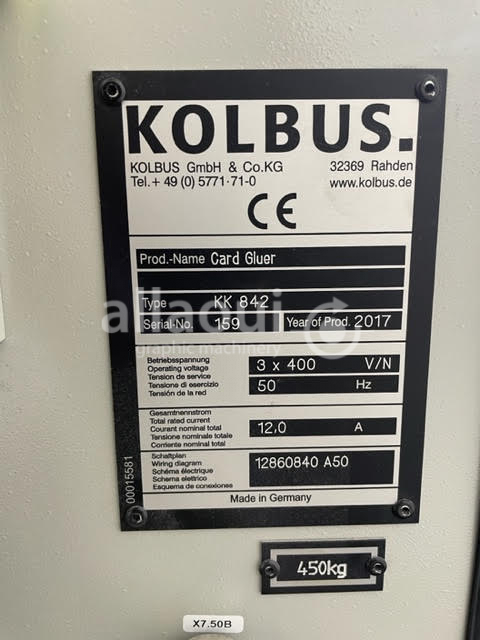 KOLBUS.
KOLBUS GmbH & Co.KG 32369 Rahden
Tel.+ 49 (0) 5771·71-0 www.kolbus.de
CE
Prod.-Name Card Gluer
Type KK 842
Serial-No. 159 Year of Prod. 2017
allaoui
graphic machinery
Betriebsspannung
Operating voltage 3 x 400 V/N
Tension de service
Tensione di esercizio 50 Hz
Tensión de la red
Gesamtnennstrom
Total rated current
Courant nominal total 12,0 A
Tensione nominale totale
Corriente nominal total
Schaltplan
Wiring diagram 12860840 A50
Schéma électrique
Schema elettrico
Esquema de conexiones
00015581
Made in Germany
450kg
X7.50B